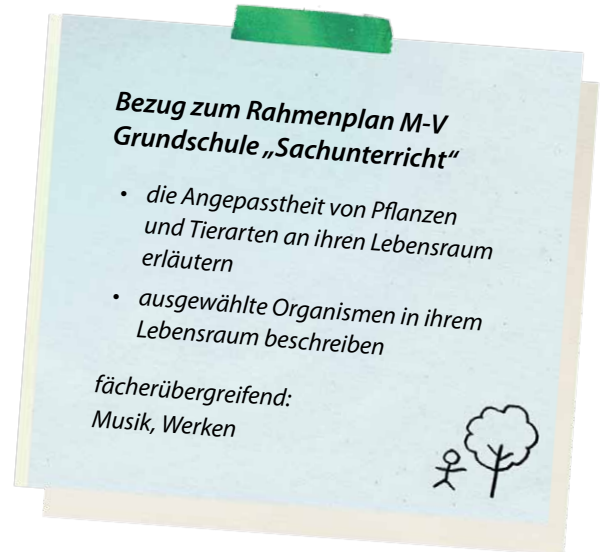 Bezug zum Rahmenplan M-V
Grundschule „Sachunterricht“
• die Angepasstheit von Pflanzen
und Tierarten an ihren Lebensraum
erläutern
• ausgewählte Organismen in ihrem
Lebensraum beschreiben
fächerübergreifend:
Musik, Werken